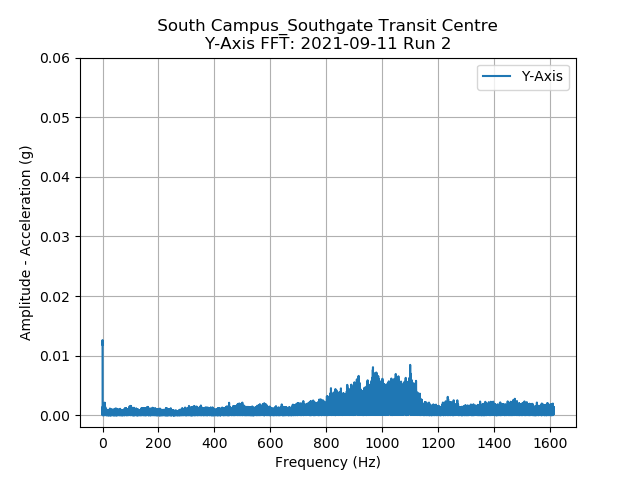 South Campus_Southgate Transit Centre
Y-Axis FFT: 2021-09-11 Run 2
Y-Axis
0.06
0.05
0.04
0.03
0.02
0.01
0.00
Amplitude - Acceleration (g)
0 200 400 600 800 1000 1200 1400 1600
Frequency (Hz)